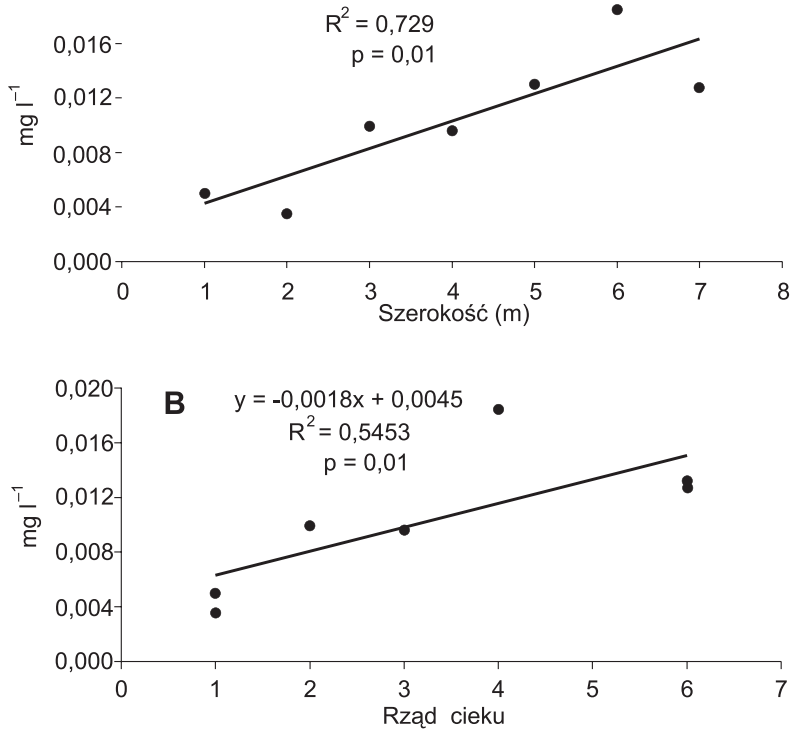 R² = 0,729
p = 0,01
0,016
0,012
0,008
0,004
0,000
mg l⁻¹
0 1 2 3 4 5 6 7 8
Szerokość (m)
B
y = -0,0018x + 0,0045
R² = 0,5453
p = 0,01
0,020
0,016
0,012
0,008
0,004
0,000
mg l⁻¹
0 1 2 3 4 5 6 7
Rząd cieku